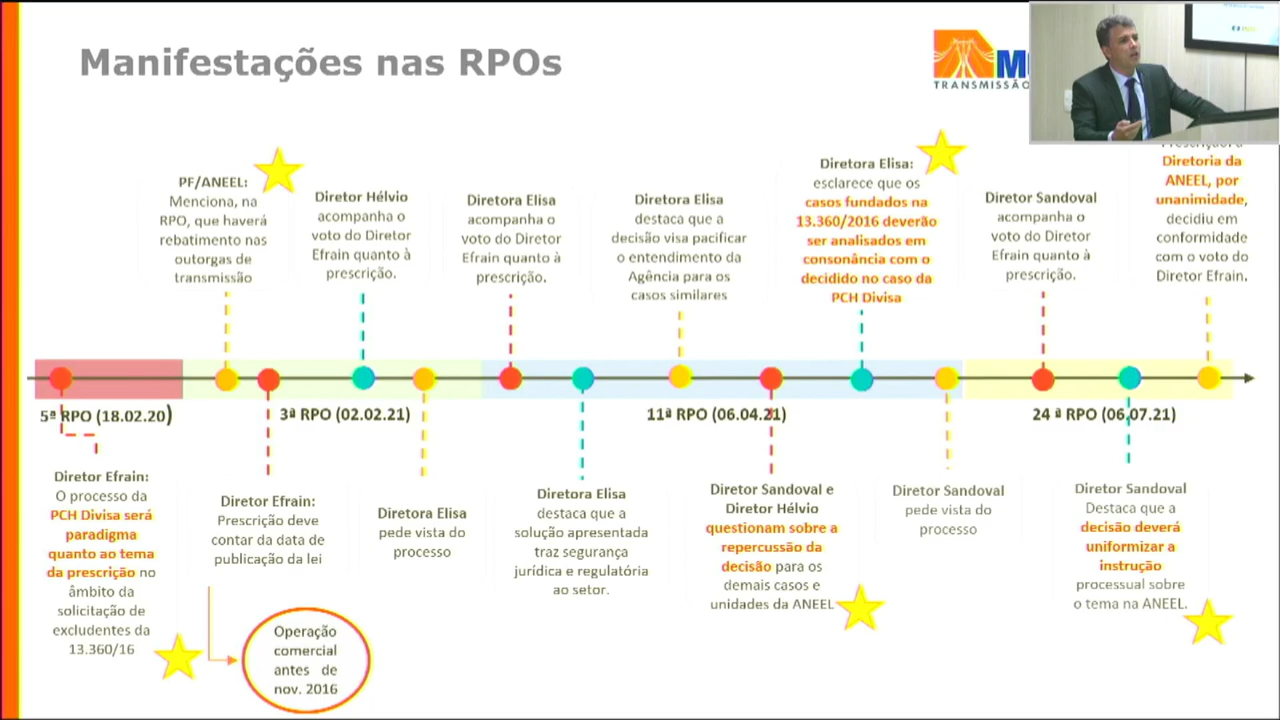 Manifestações nas RPOs
TRANSMISSÃO
PF/ANEEL:
Menciona, na
RPO, que haverá
rebatimento nas
outorgas de
transmissão
Diretor Hélvio
acompanha o
voto do Diretor
Efrain quanto à
prescrição.
Diretora Elisa
acompanha o
voto do Diretor
Efrain quanto à
prescrição.
Diretora Elisa
destaca que a
decisão visa pacificar
o entendimento da
Agência para os
casos similares
Diretora Elisa:
esclarece que os
casos fundados na
13.360/2016 deverão
ser analisados em
consonância com o
decidido no caso da
PCH Divisa
Diretor Sandoval
acompanha o
voto do Diretor
Efrain quanto à
prescrição.
Diretoria da
ANEEL, por
unanimidade,
decidiu em
conformidade
com o voto do
Diretor Efrain.
5ª RPO (18.02.20)
3ª RPO (02.02.21)
11ª RPO (06.04.21)
24 ª RPO (06.07.21)
Diretor Efrain:
O processo da
PCH Divisa será
paradigma
quanto ao tema
da prescrição no
âmbito da
solicitação de
excludentes da
13.360/16
Diretor Efrain:
Prescrição deve
contar da data de
publicação da lei
Operação
comercial
antes de
nov. 2016
Diretora Elisa
pede vista do
processo
Diretora Elisa
destaca que a
solução apresentada
traz segurança
jurídica e regulatória
ao setor.
Diretor Sandoval e
Diretor Hélvio
questionam sobre a
repercussão da
decisão para os
demais casos e
unidades da ANEEL
Diretor Sandoval
pede vista do
processo
Diretor Sandoval
Destaca que a
decisão deverá
uniformizar a
instrução
processual sobre
o tema na ANEEL.